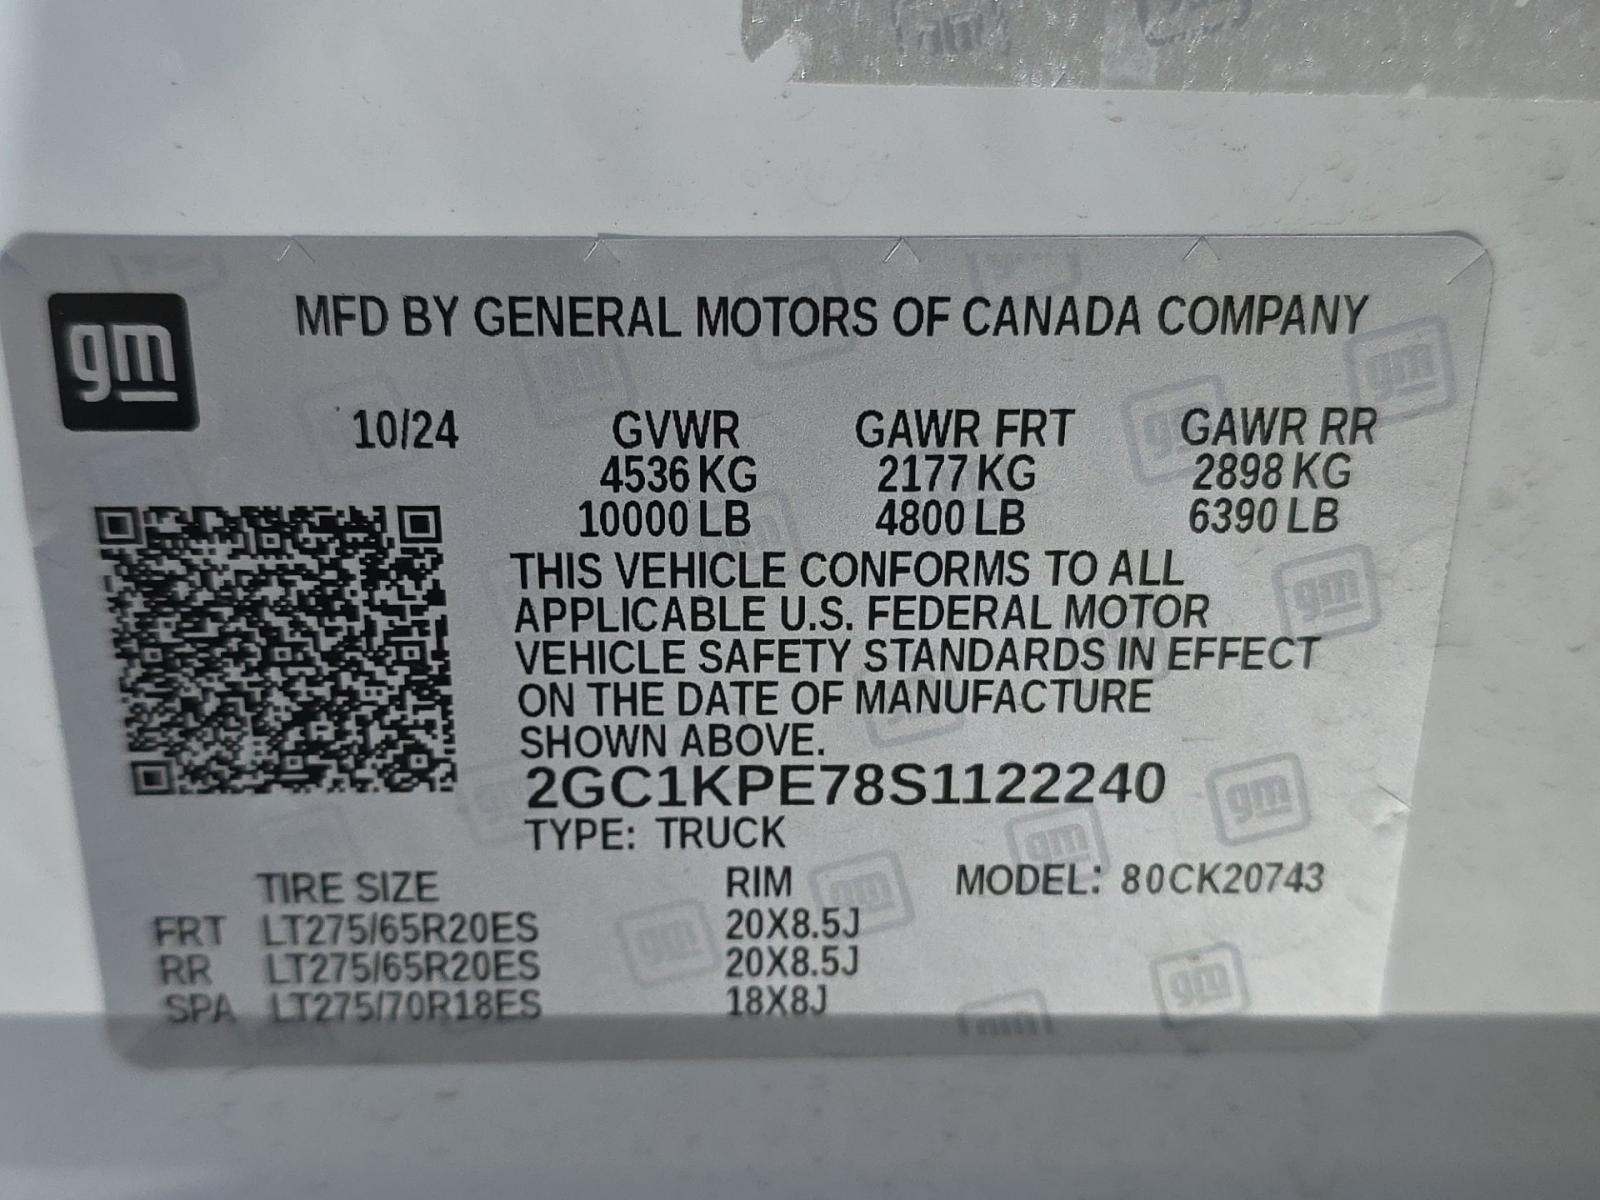 gm
MFD BY GENERAL MOTORS OF CANADA COMPANY
10/24 GVWR GAWR FRT GAWR RR
4536 KG 2177 KG 2898 KG
10000 LB 4800 LB 6390 LB
THIS VEHICLE CONFORMS TO ALL
APPLICABLE U.S. FEDERAL MOTOR
VEHICLE SAFETY STANDARDS IN EFFECT
ON THE DATE OF MANUFACTURE
SHOWN ABOVE.
2GC1KPE78S1122240
TYPE: TRUCK
TIRE SIZE RIM MODEL: 80CK20743
FRT LT275/65R20ES 20X8.5J
RR LT275/65R20ES 20X8.5J
SPA LT275/70R18ES 18X8J